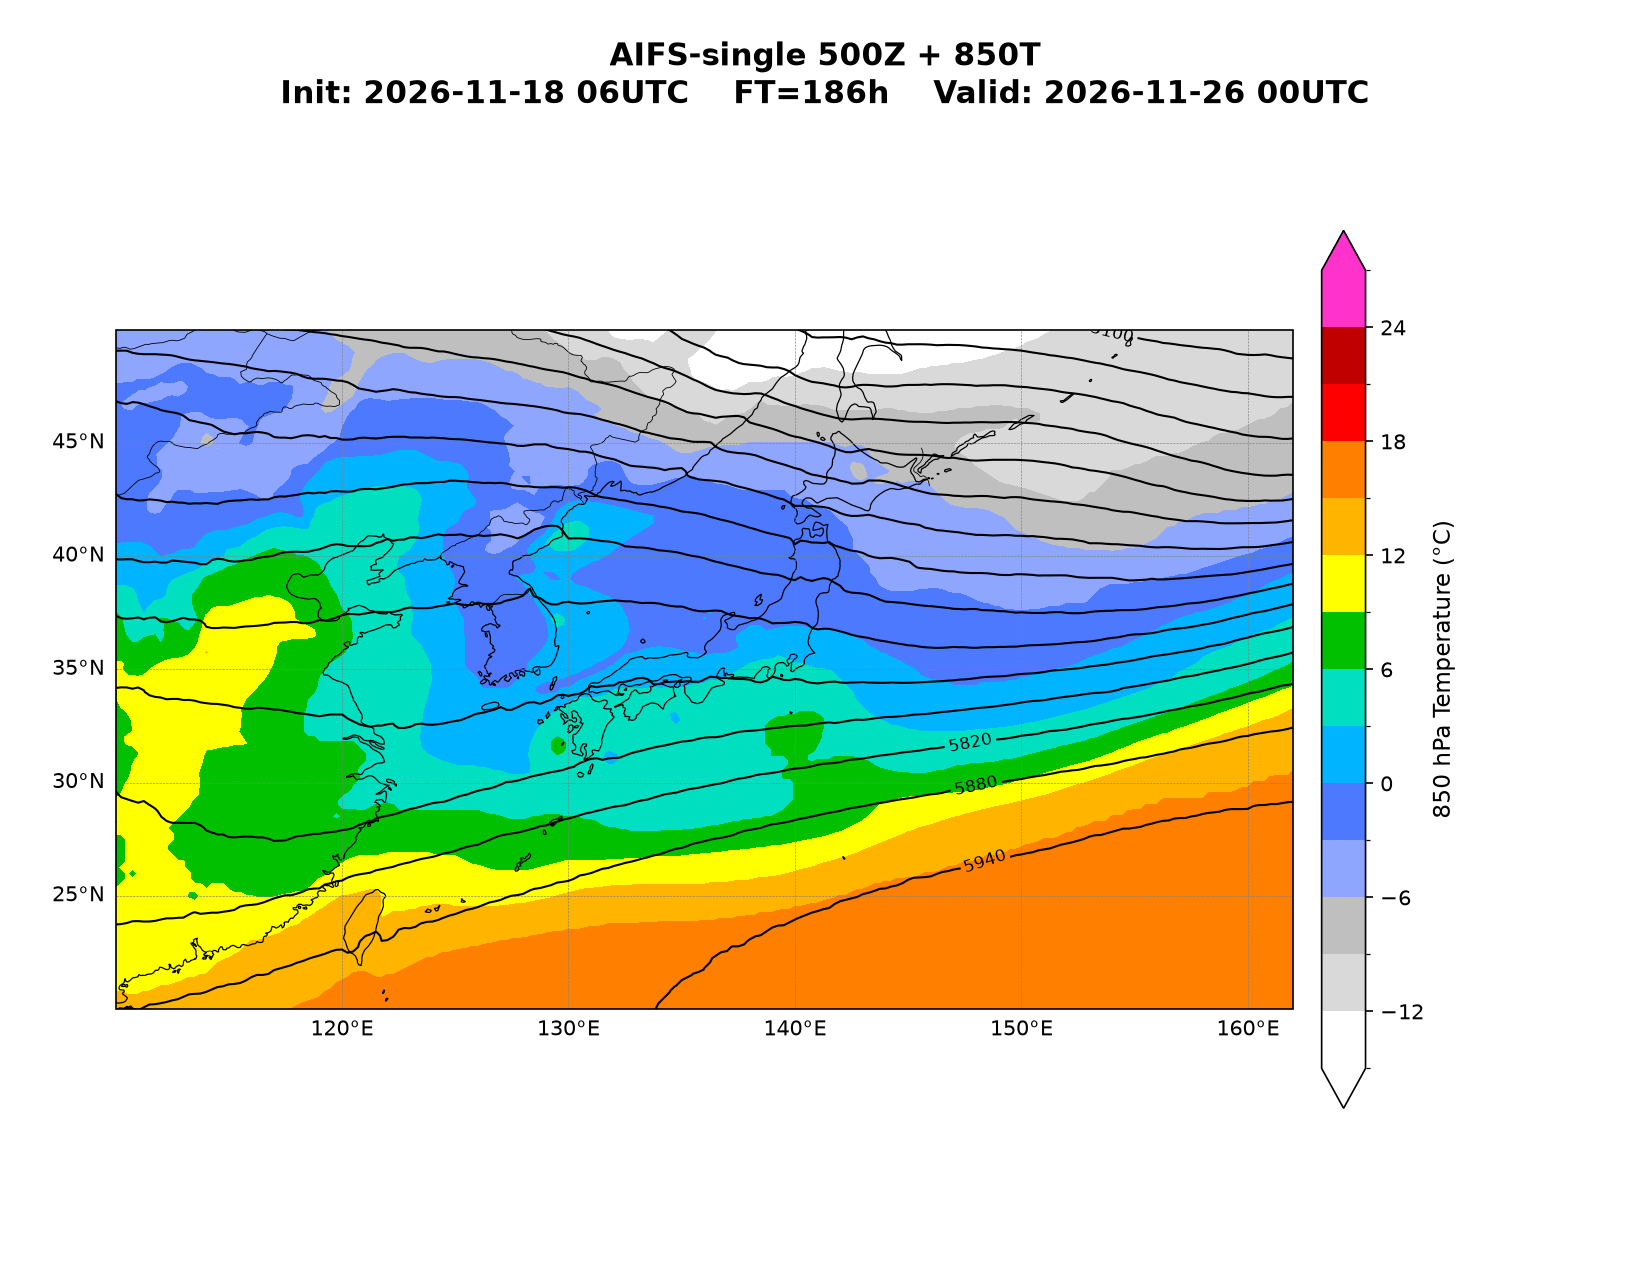 AIFS-single 500Z + 850T
Init: 2026-11-18 06UTC    FT=186h    Valid: 2026-11-26 00UTC
24
18
12
6
0
−6
−12
850 hPa Temperature (°C)
45°N
40°N
35°N
30°N
25°N
120°E
130°E
140°E
150°E
160°E
5820
5880
5940